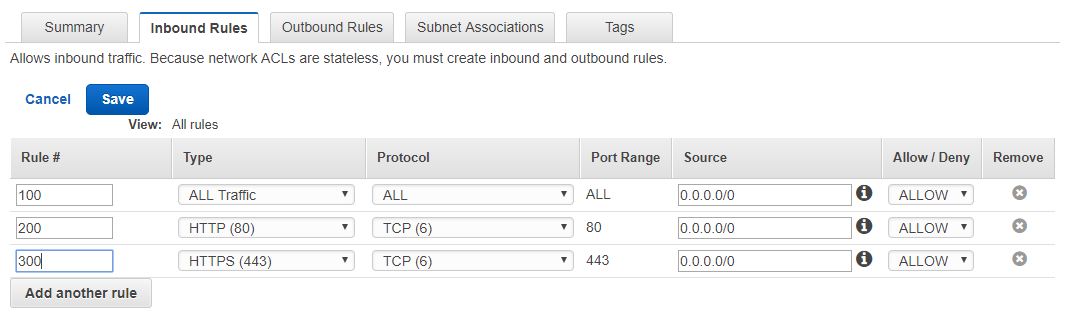 Summary Inbound Rules Outbound Rules Subnet Associations Tags
Allows inbound traffic. Because network ACLs are stateless, you must create inbound and outbound rules.
Cancel Save
View: All rules
Rule # Type Protocol Port Range Source Allow / Deny Remove
100 ALL Traffic ALL ALL 0.0.0.0/0 ALLOW
200 HTTP (80) TCP (6) 80 0.0.0.0/0 ALLOW
300 HTTPS (443) TCP (6) 443 0.0.0.0/0 ALLOW
Add another rule